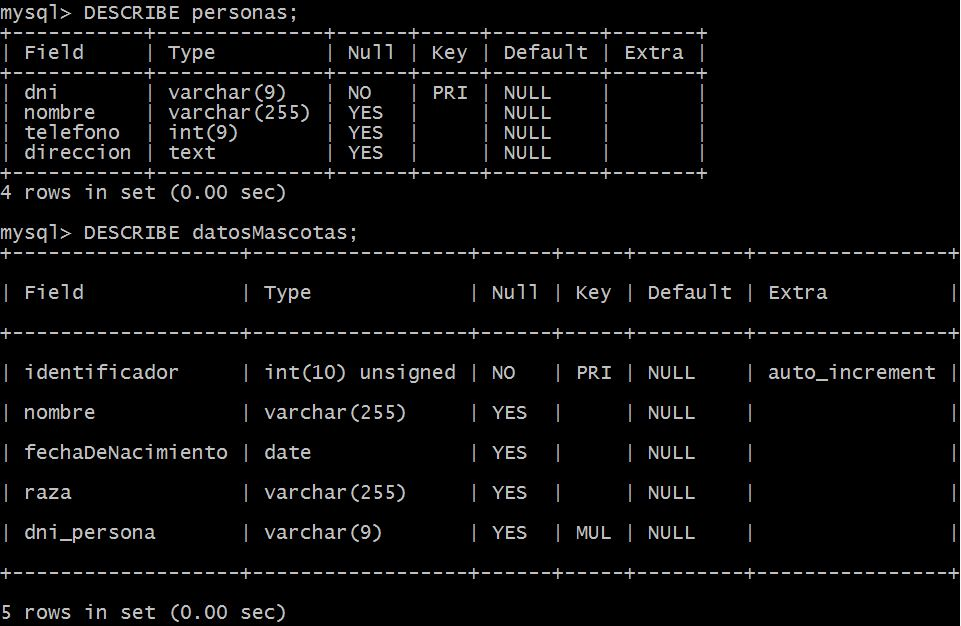 mysql> DESCRIBE personas;
+-----------+--------------+------+-----+---------+-------+
| Field     | Type         | Null | Key | Default | Extra |
+-----------+--------------+------+-----+---------+-------+
| dni       | varchar(9)   | NO   | PRI | NULL    |       |
| nombre    | varchar(255) | YES  |     | NULL    |       |
| telefono  | int(9)       | YES  |     | NULL    |       |
| direccion | text         | YES  |     | NULL    |       |
+-----------+--------------+------+-----+---------+-------+
4 rows in set (0.00 sec)
mysql> DESCRIBE datosMascotas;
+-------------------+------------------+------+-----+---------+----------------+
| Field             | Type             | Null | Key | Default | Extra          |
+-------------------+------------------+------+-----+---------+----------------+
| identificador     | int(10) unsigned | NO   | PRI | NULL    | auto_increment |
| nombre            | varchar(255)     | YES  |     | NULL    |                |
| fechaDeNacimiento | date             | YES  |     | NULL    |                |
| raza              | varchar(255)     | YES  |     | NULL    |                |
| dni_persona       | varchar(9)       | YES  | MUL | NULL    |                |
+-------------------+------------------+------+-----+---------+----------------+
5 rows in set (0.00 sec)